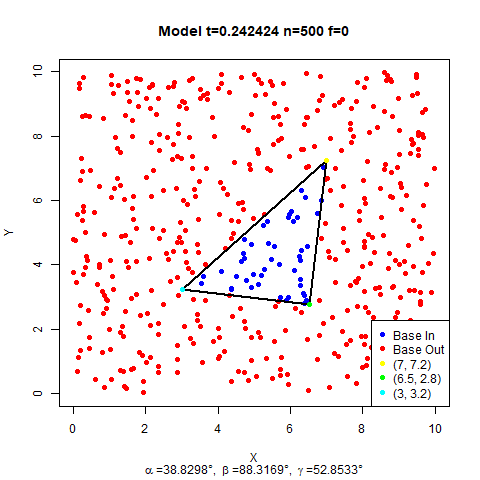 Model t=0.242424 n=500 f=0
10
8
6
4
2
0
Y
Base In
Base Out
(7, 7.2)
(6.5, 2.8)
(3, 3.2)
0 2 4 6 8 10
X
α=38.8298°, β=88.3169°, γ=52.8533°